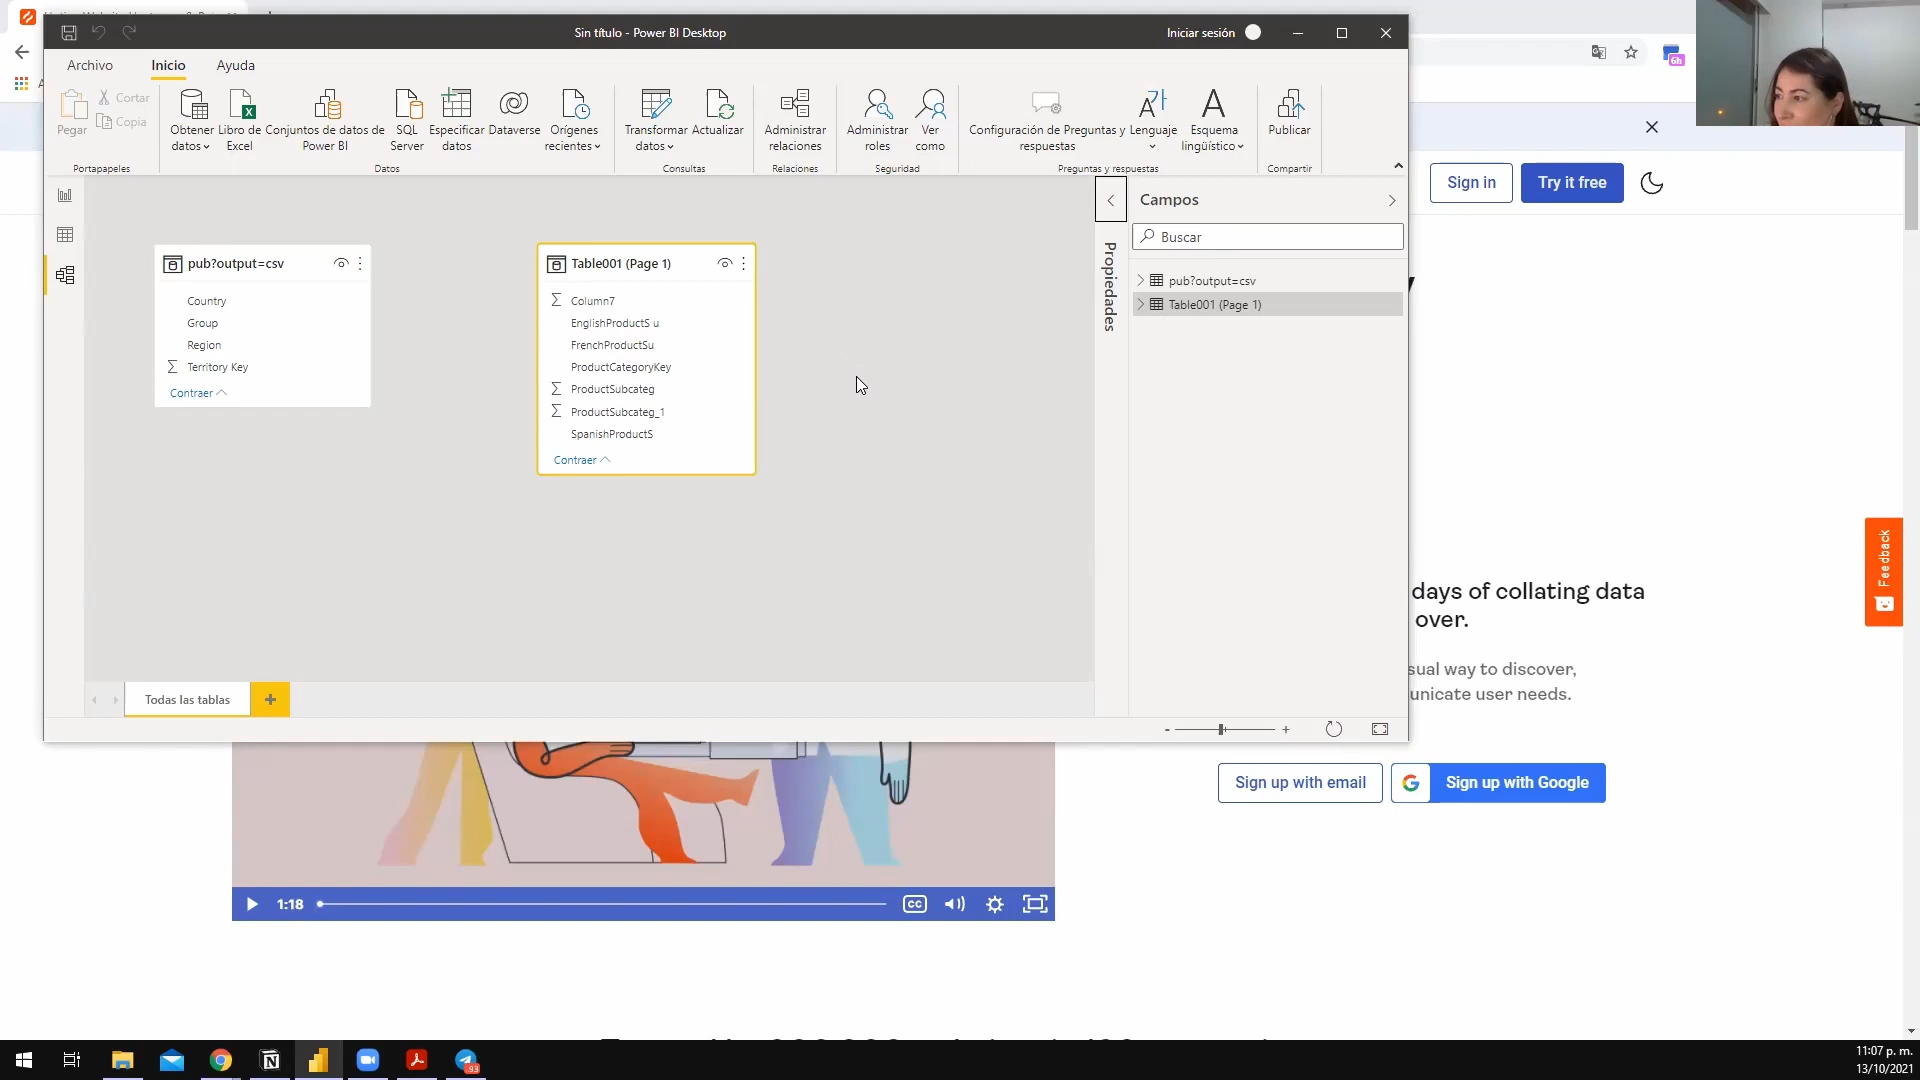 Sin título - Power BI Desktop
Iniciar sesión
Archivo
Inicio
Ayuda
Pegar
Cortar
Copia
Portapapeles
Obtener datos
Libro de Excel
Conjuntos de datos de Power BI
SQL Server
Especificar datos
Dataverse
Orígenes recientes
Datos
Transformar datos
Actualizar
Consultas
Administrar relaciones
Relaciones
Administrar roles
Ver como
Seguridad
Configuración de Preguntas y respuestas
Lenguaje
Esquema lingüístico
Preguntas y respuestas
Publicar
Compartir
6h
Sign in
Try it free
pub?output=csv
Country
Group
Region
Territory Key
Contraer
Table001 (Page 1)
Column7
EnglishProductS u
FrenchProductSu
ProductCategoryKey
ProductSubcateg
ProductSubcateg_1
SpanishProductS
Contraer
Propiedades
Campos
Buscar
pub?output=csv
Table001 (Page 1)
Todas las tablas
Feedback
days of collating data
over.
sual way to discover,
unicate user needs.
Sign up with email
Sign up with Google
1:18
CC
93
11:07 p. m.
13/10/2021